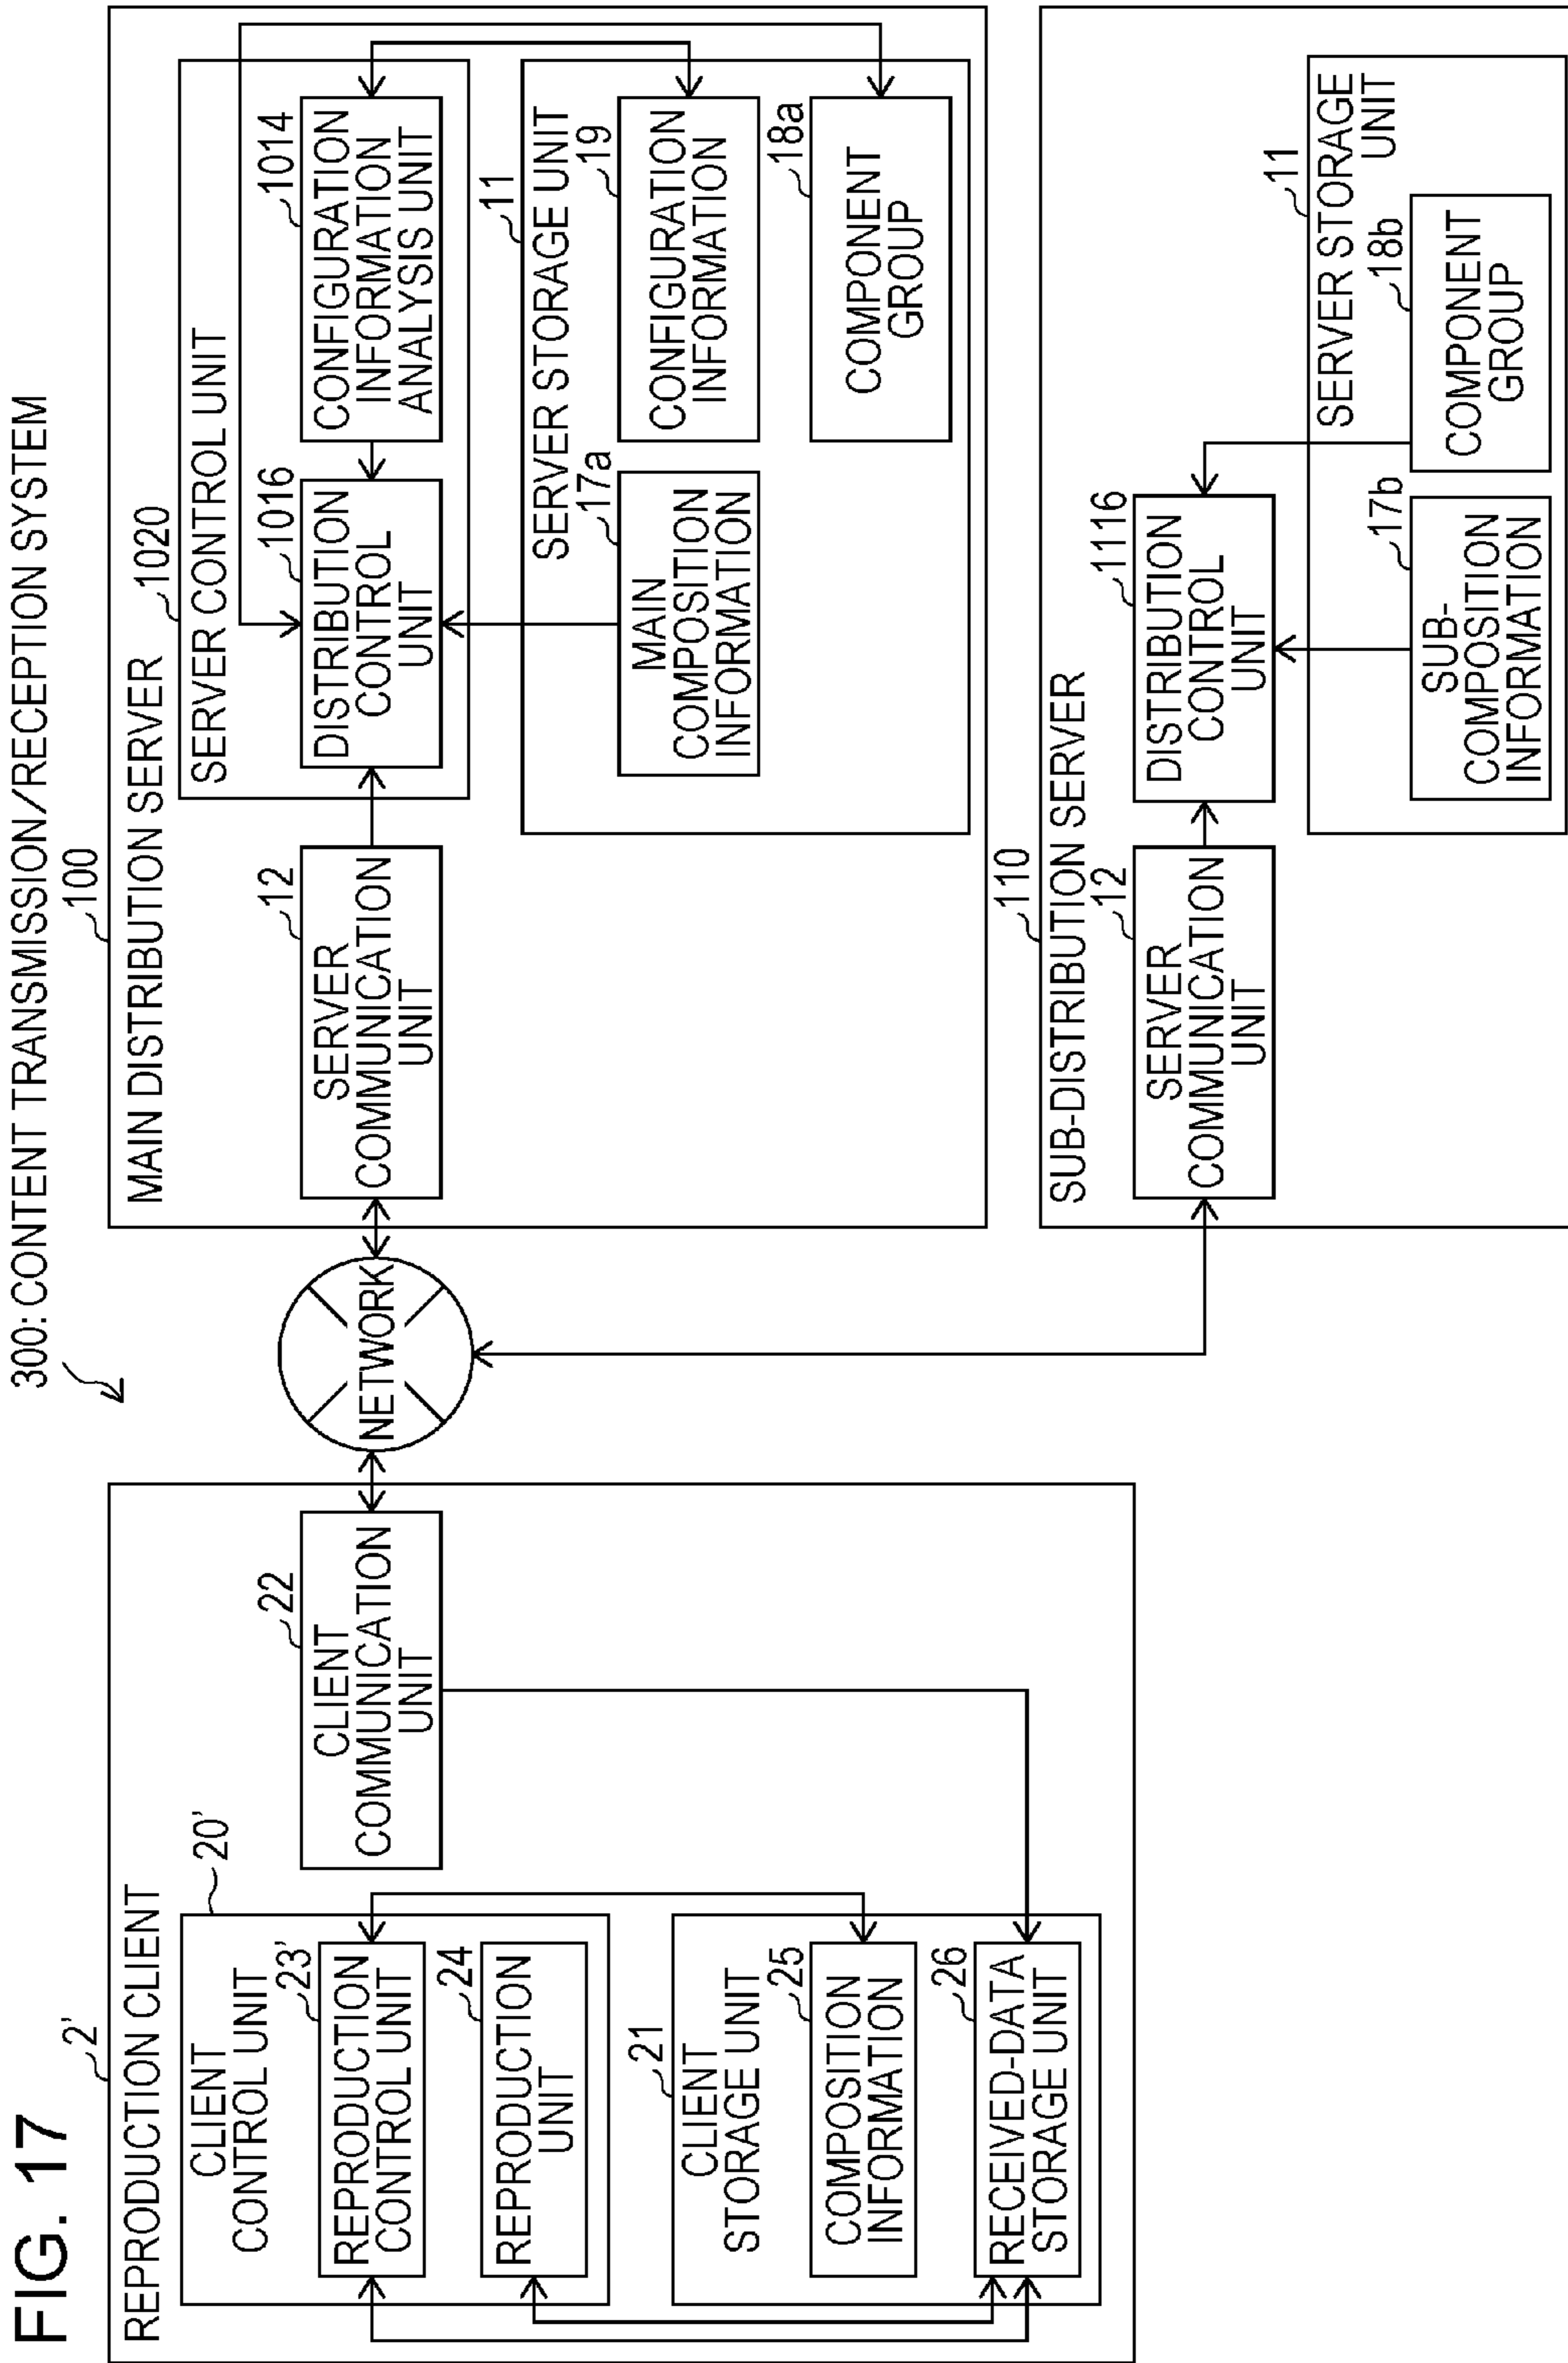 FIG. 17
300: CONTENT TRANSMISSION/RECEPTION SYSTEM
2'
REPRODUCTION CLIENT
20'
CLIENT
CONTROL UNIT
23'
REPRODUCTION
CONTROL UNIT
24
REPRODUCTION
UNIT
21
CLIENT
STORAGE UNIT
25
COMPOSITION
INFORMATION
26
RECEIVED-DATA
STORAGE UNIT
22
CLIENT
COMMUNICATION
UNIT
NETWORK
100
MAIN DISTRIBUTION SERVER
12
SERVER
COMMUNICATION
UNIT
1020
SERVER CONTROL UNIT
1016
DISTRIBUTION
CONTROL
UNIT
1014
CONFIGURATION
INFORMATION
ANALYSIS UNIT
11
SERVER STORAGE UNIT
17a
MAIN
COMPOSITION
INFORMATION
19
CONFIGURATION
INFORMATION
18a
COMPONENT
GROUP
110
SUB-DISTRIBUTION SERVER
12
SERVER
COMMUNICATION
UNIT
1116
DISTRIBUTION
CONTROL
UNIT
11
SERVER STORAGE
UNIT
17b
SUB-
COMPOSITION
INFORMATION
18b
COMPONENT
GROUP